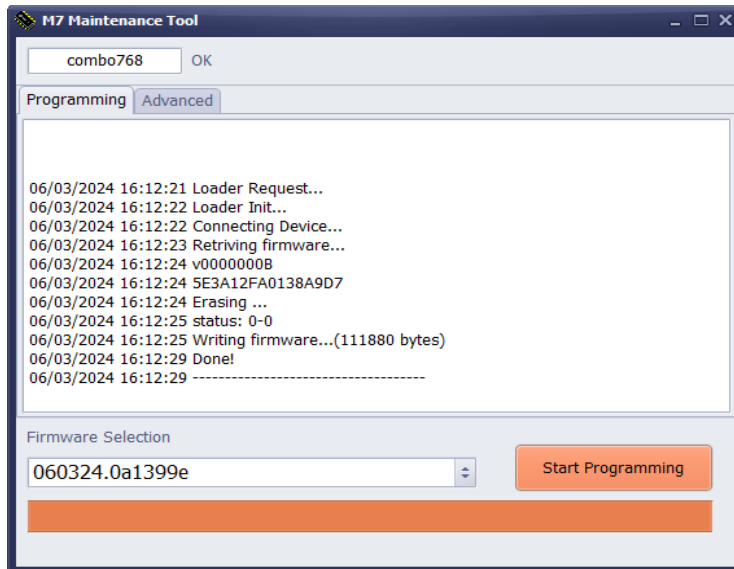 M7 Maintenance Tool
combo768 OK
Programming Advanced
06/03/2024 16:12:21 Loader Request...
06/03/2024 16:12:22 Loader Init...
06/03/2024 16:12:22 Connecting Device...
06/03/2024 16:12:23 Retriving firmware...
06/03/2024 16:12:24 v0000000B
06/03/2024 16:12:24 5E3A12FA0138A9D7
06/03/2024 16:12:24 Erasing ...
06/03/2024 16:12:25 status: 0-0
06/03/2024 16:12:25 Writing firmware...(111880 bytes)
06/03/2024 16:12:29 Done!
06/03/2024 16:12:29 ------------------------------------
Firmware Selection
060324.0a1399e
Start Programming